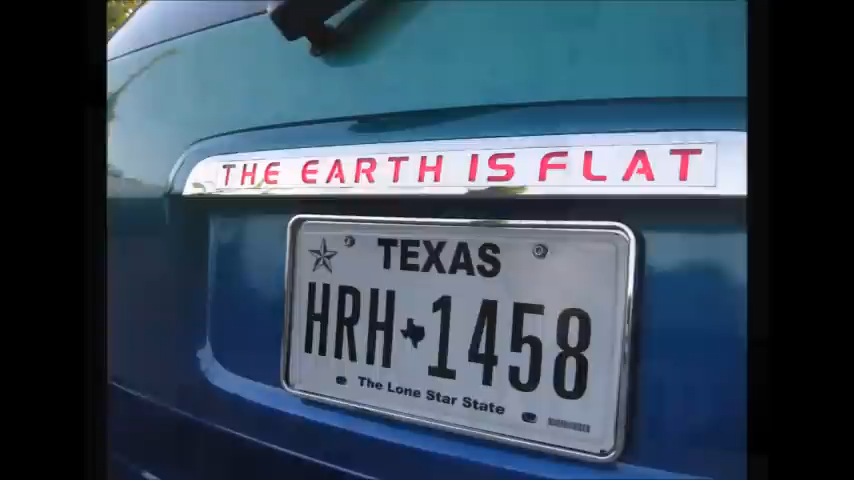 THE EARTH IS FLAT
TEXAS
HRH 1458
The Lone Star State